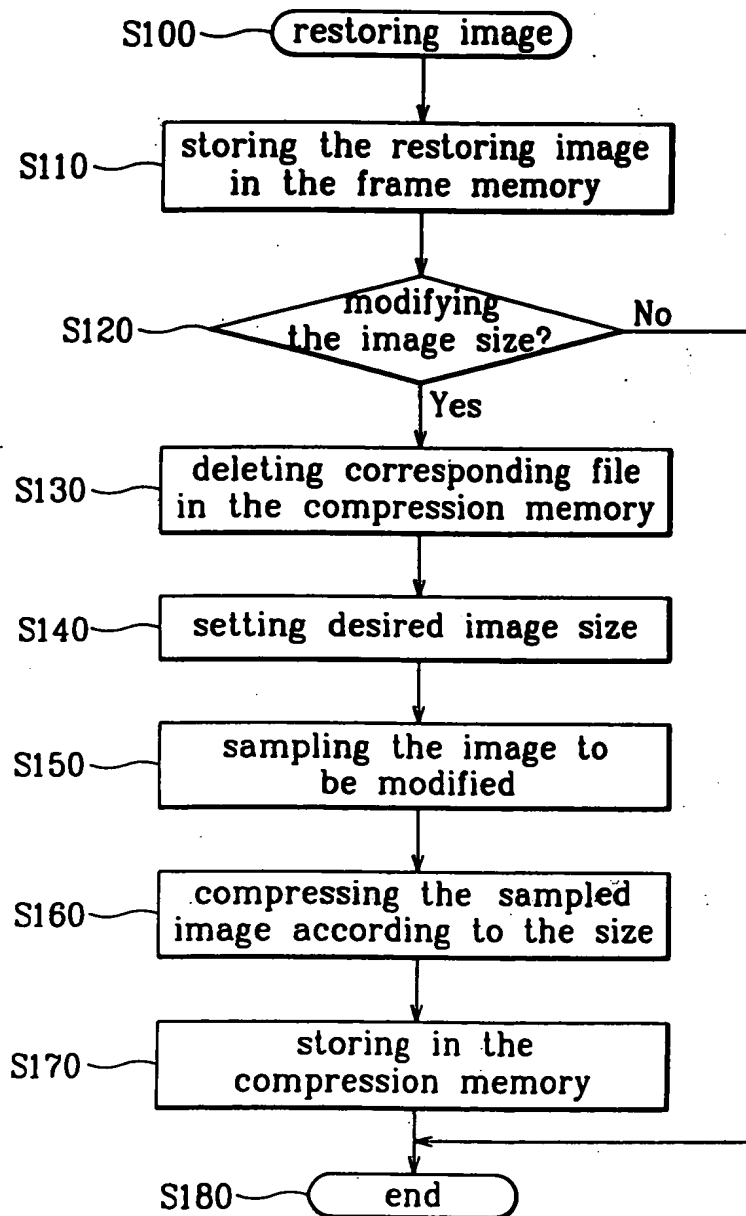 S100
restoring image
S110
storing the restoring image
in the frame memory
S120
modifying
the image size?
No
Yes
S130
deleting corresponding file
in the compression memory
S140
setting desired image size
S150
sampling the image to
be modified
S160
compressing the sampled
image according to the size
S170
storing in the
compression memory
S180
end